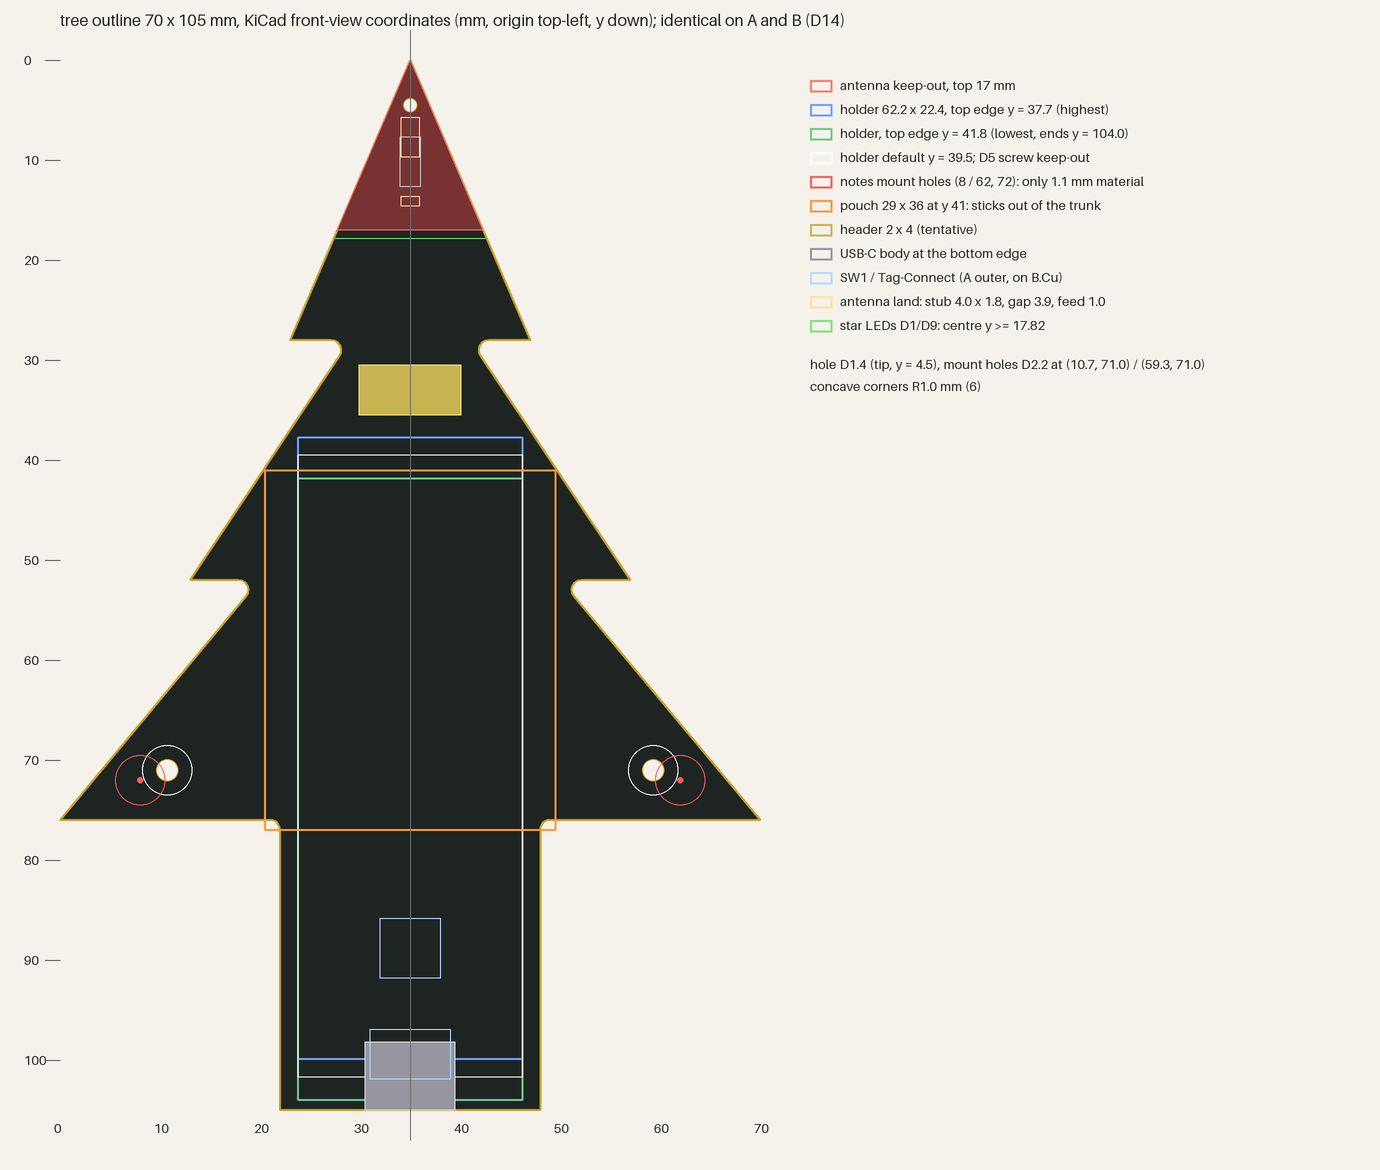 tree outline 70 x 105 mm, KiCad front-view coordinates (mm, origin top-left, y down); identical on A and B (D14)
0
10
20
30
40
50
60
70
80
90
100
0 10 20 30 40 50 60 70
antenna keep-out, top 17 mm
holder 62.2 x 22.4, top edge y = 37.7 (highest)
holder, top edge y = 41.8 (lowest, ends y = 104.0)
holder default y = 39.5; D5 screw keep-out
notes mount holes (8 / 62, 72): only 1.1 mm material
pouch 29 x 36 at y 41: sticks out of the trunk
header 2 x 4 (tentative)
USB-C body at the bottom edge
SW1 / Tag-Connect (A outer, on B.Cu)
antenna land: stub 4.0 x 1.8, gap 3.9, feed 1.0
star LEDs D1/D9: centre y >= 17.82
hole D1.4 (tip, y = 4.5), mount holes D2.2 at (10.7, 71.0) / (59.3, 71.0)
concave corners R1.0 mm (6)